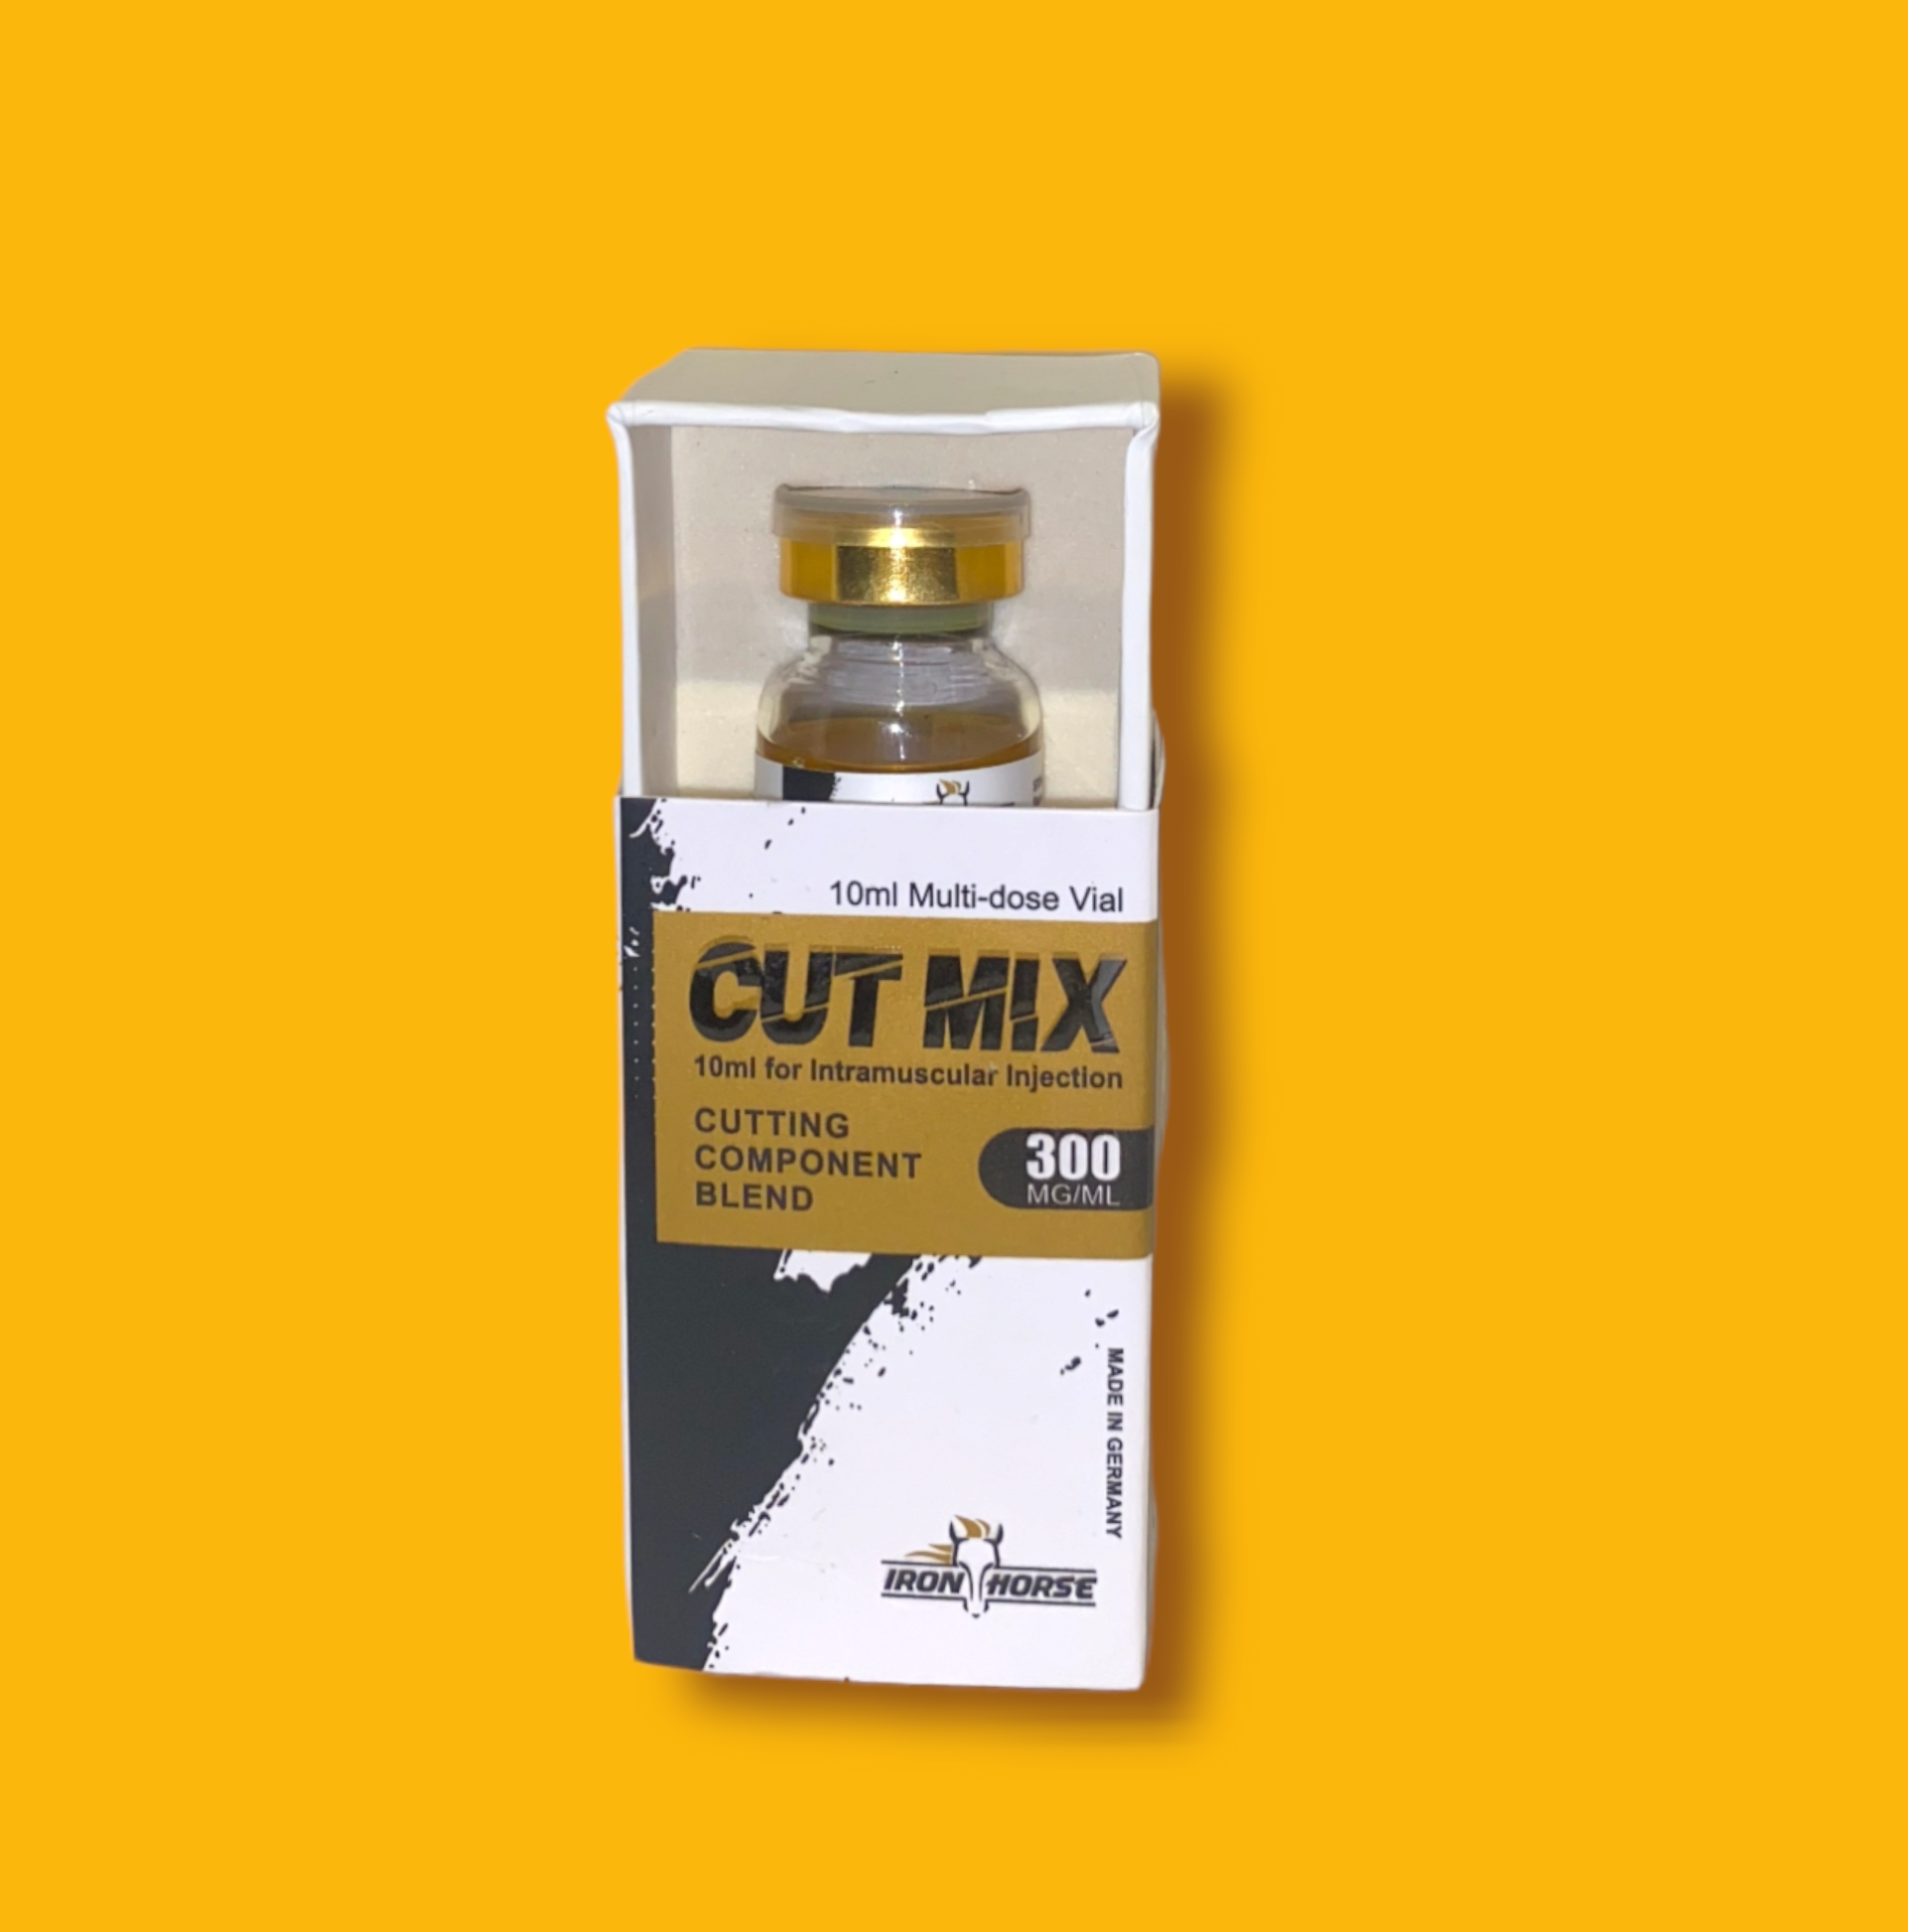 10ml Multi-dose Vial
CUT MIX
10ml for Intramuscular Injection
CUTTING
COMPONENT
BLEND
300
MG/ML
MADE IN GERMANY
IRON HORSE